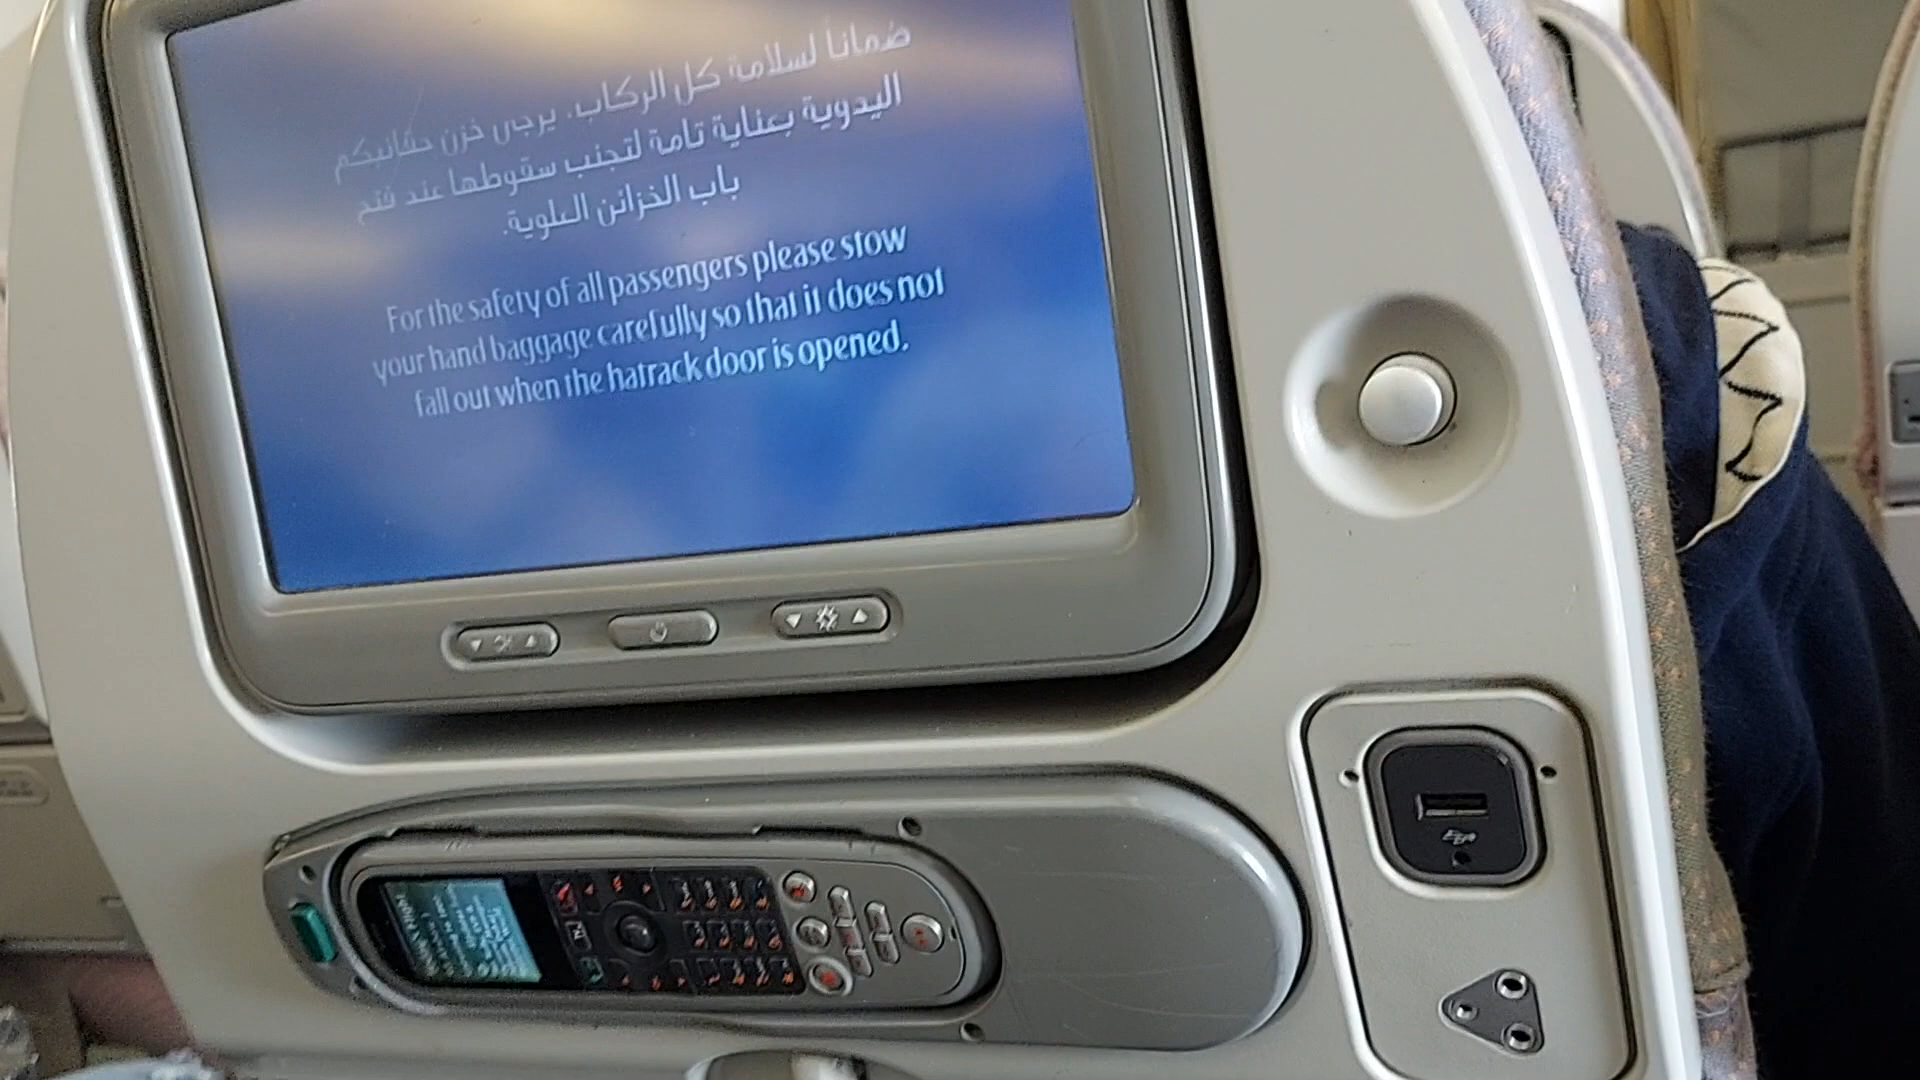 ضماناً لسلامة كل الركاب، يرجى خزن حقائبكم
اليدوية بعناية تامة لتجنب سقوطها عند فتح
باب الخزائن العلوية.
For the safety of all passengers please stow
your hand baggage carefully so that it does not
fall out when the hatrack door is opened.